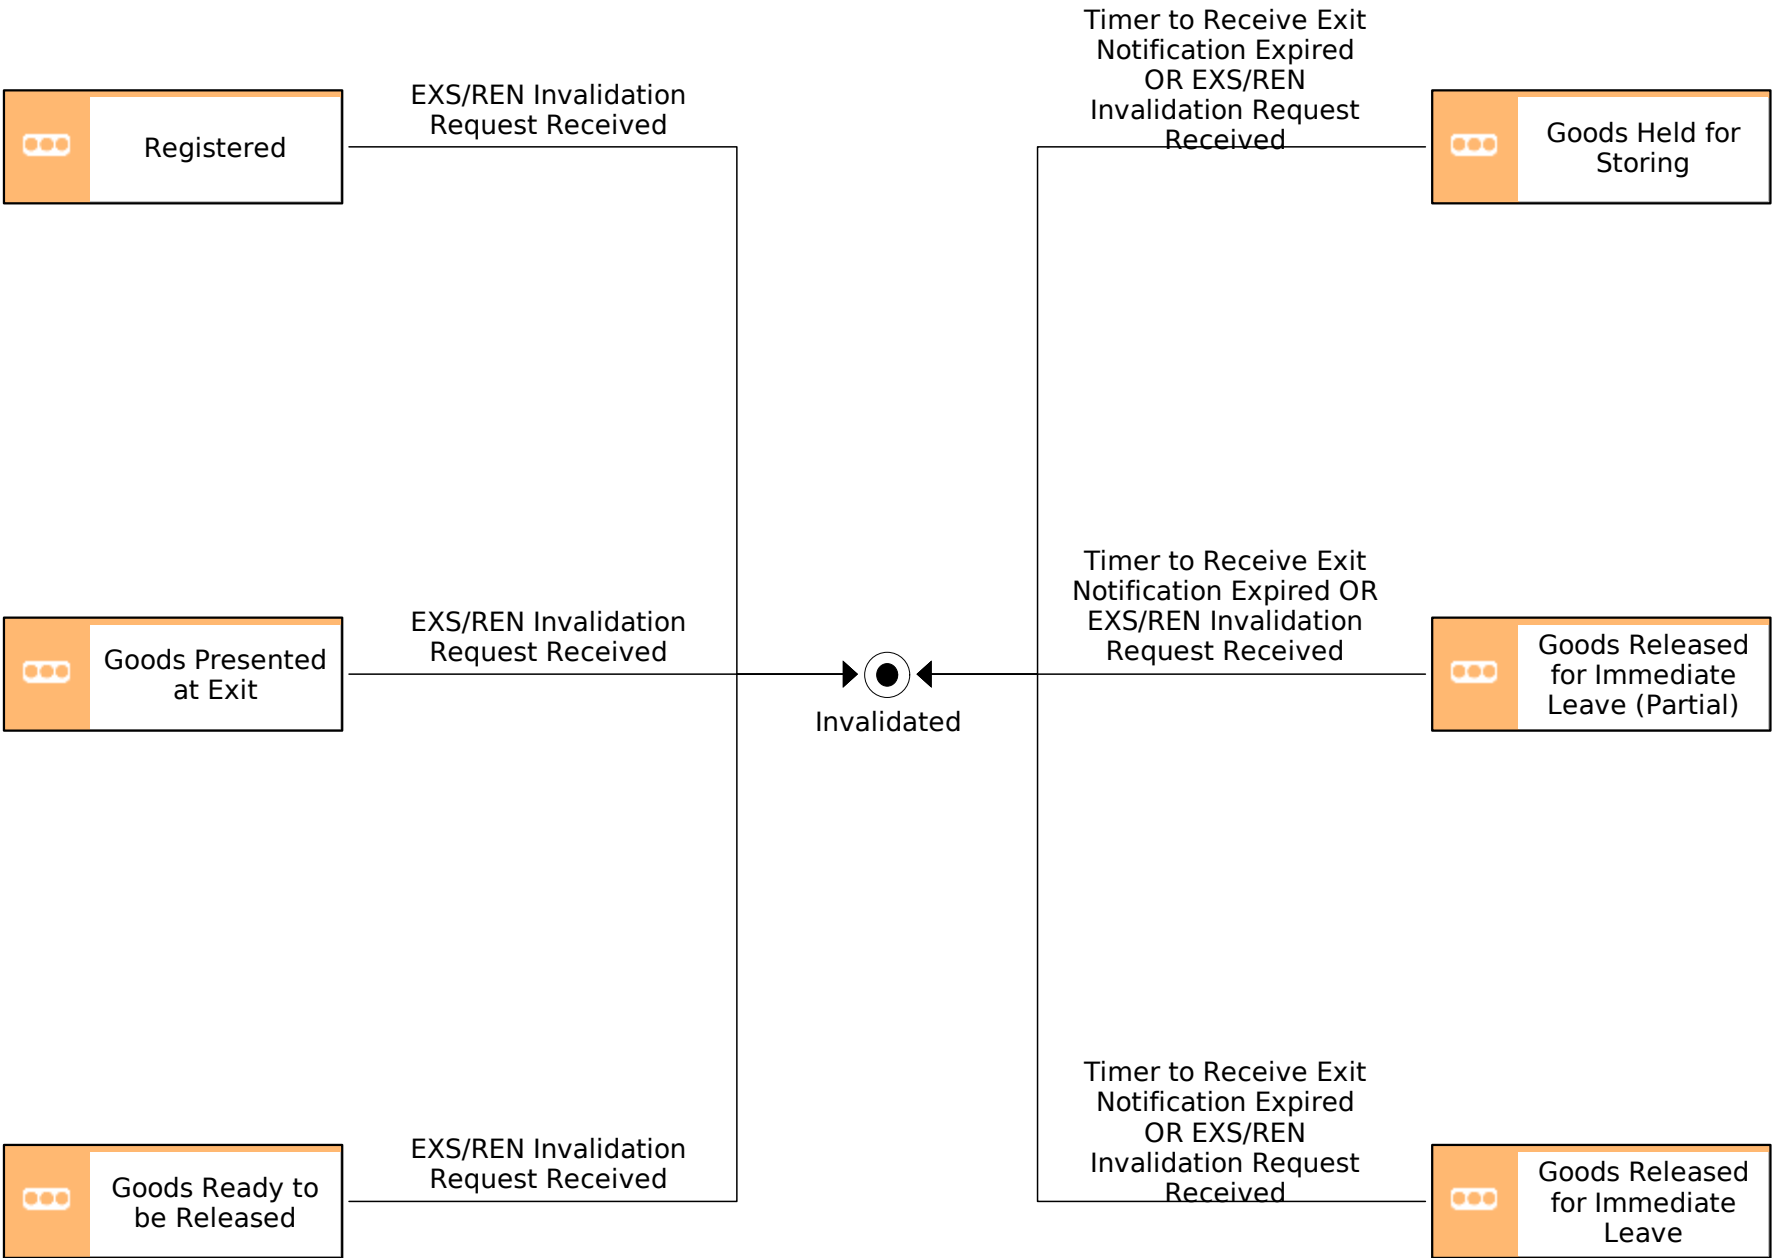 Timer to Receive Exit
Notification Expired
OR EXS/REN
Invalidation Request
Received
EXS/REN Invalidation
Request Received
Registered
Goods Held for
Storing
Timer to Receive Exit
Notification Expired OR
EXS/REN Invalidation
Request Received
EXS/REN Invalidation
Request Received
Goods Presented
at Exit
Goods Released
for Immediate
Leave (Partial)
Invalidated
Timer to Receive Exit
Notification Expired
OR EXS/REN
Invalidation Request
Received
EXS/REN Invalidation
Request Received
Goods Ready to
be Released
Goods Released
for Immediate
Leave